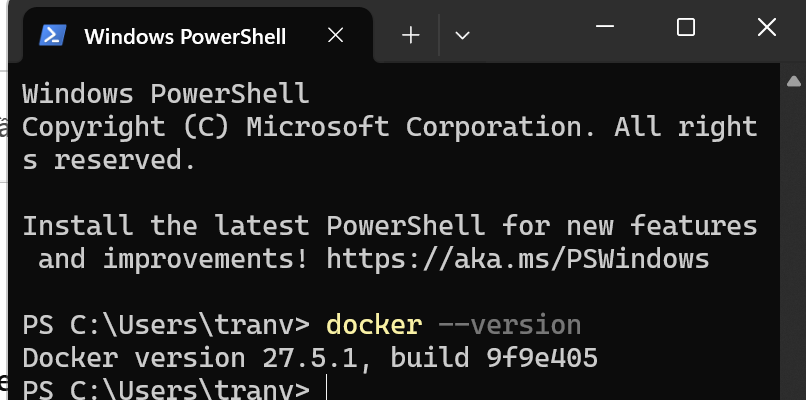 Windows PowerShell
Windows PowerShell
Copyright (C) Microsoft Corporation. All right
s reserved.
Install the latest PowerShell for new features
and improvements! https://aka.ms/PSWindows
PS C:\Users\tranv> docker --version
Docker version 27.5.1, build 9f9e405
PS C:\Users\tranv>